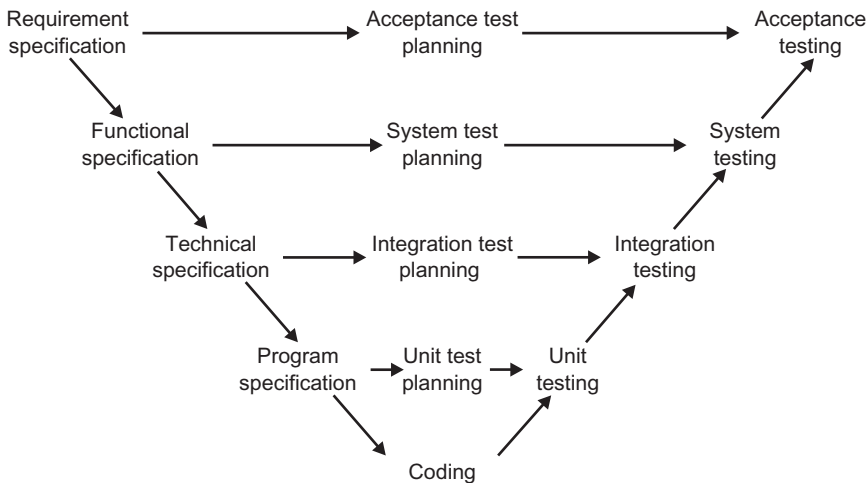 Requirement
specification
Acceptance test
planning
Acceptance
testing
Functional
specification
System test
planning
System
testing
Technical
specification
Integration test
planning
Integration
testing
Program
specification
Unit test
planning
Unit
testing
Coding